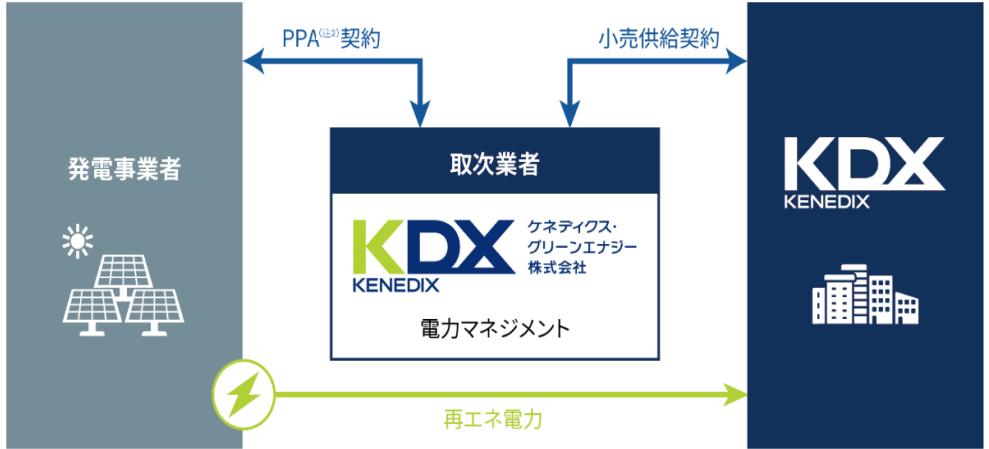 PPA(注2)契約
小売供給契約
発電事業者
取次業者
KDX
KENEDIX
ケネディクス・
グリーンエナジー
株式会社
電力マネジメント
KDX
KENEDIX
再エネ電力